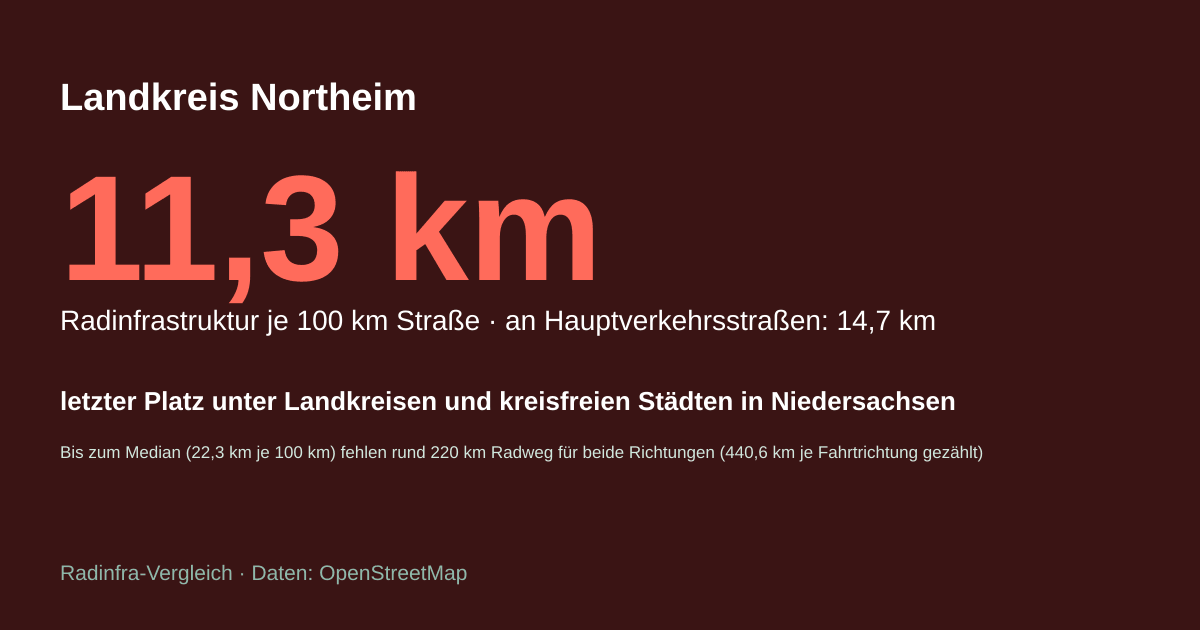 Landkreis Northeim
11,3 km
Radinfrastruktur je 100 km Straße · an Hauptverkehrsstraßen: 14,7 km
letzter Platz unter Landkreisen und kreisfreien Städten in Niedersachsen
Bis zum Median (22,3 km je 100 km) fehlen rund 220 km Radweg für beide Richtungen (440,6 km je Fahrtrichtung gezählt)
Radinfra-Vergleich · Daten: OpenStreetMap